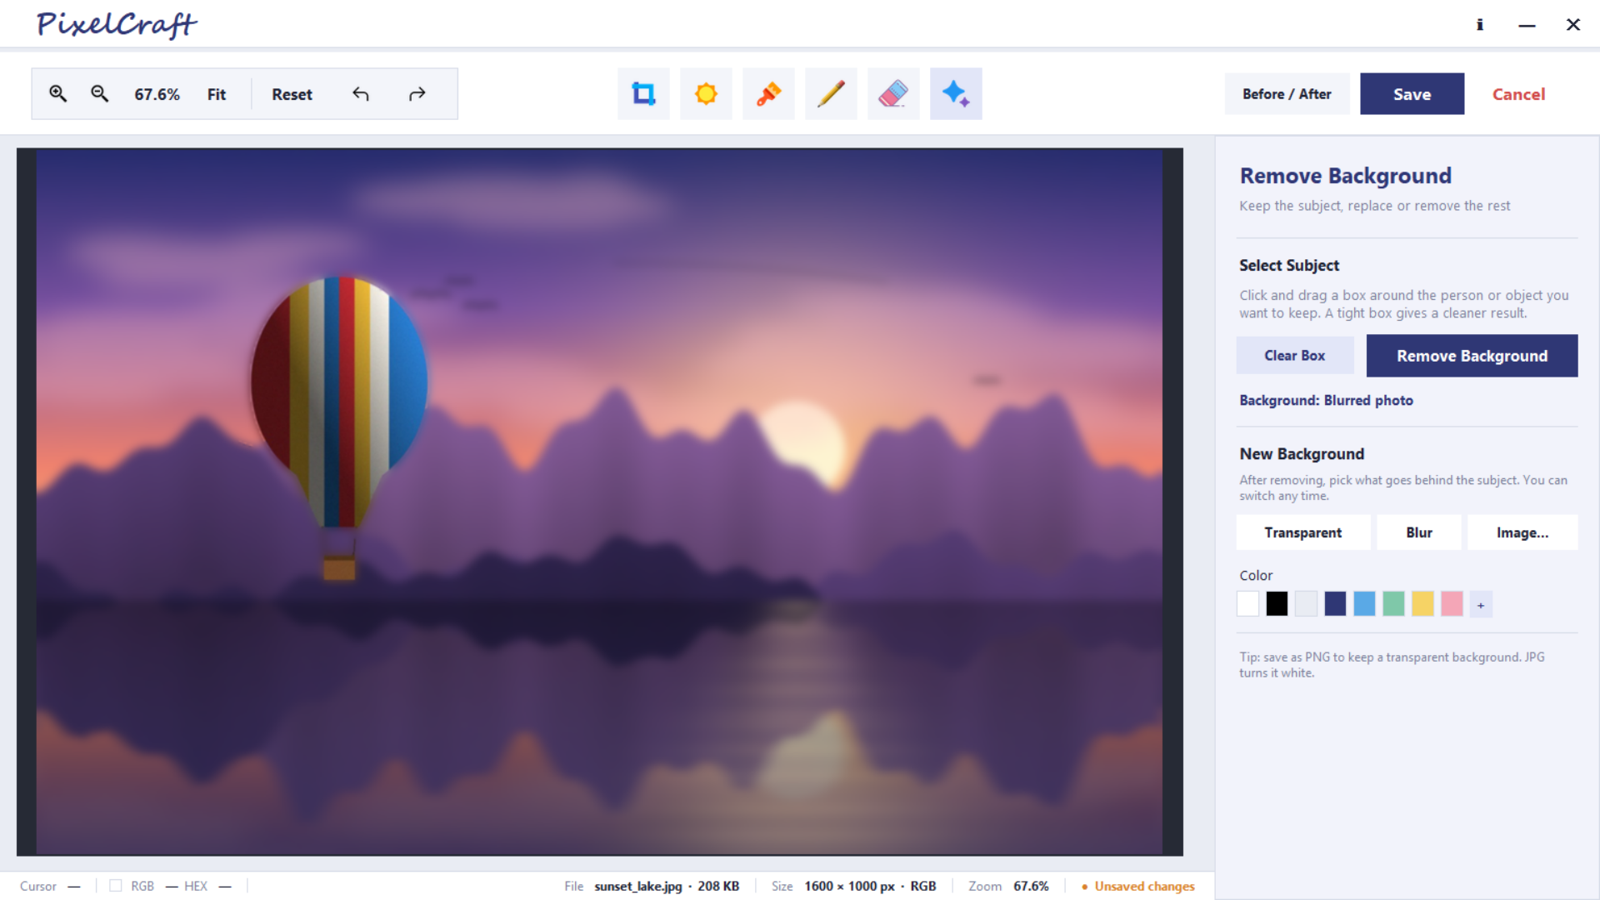 PixelCraft
67.6%
Fit
Reset
Before / After
Save
Cancel
Remove Background
Keep the subject, replace or remove the rest
Select Subject
Click and drag a box around the person or object you
want to keep. A tight box gives a cleaner result.
Clear Box
Remove Background
Background: Blurred photo
New Background
After removing, pick what goes behind the subject. You can
switch any time.
Transparent
Blur
Image...
Color
+
Tip: save as PNG to keep a transparent background. JPG
turns it white.
Cursor — RGB — HEX —
File sunset_lake.jpg · 208 KB
Size 1600 × 1000 px · RGB
Zoom 67.6%
● Unsaved changes